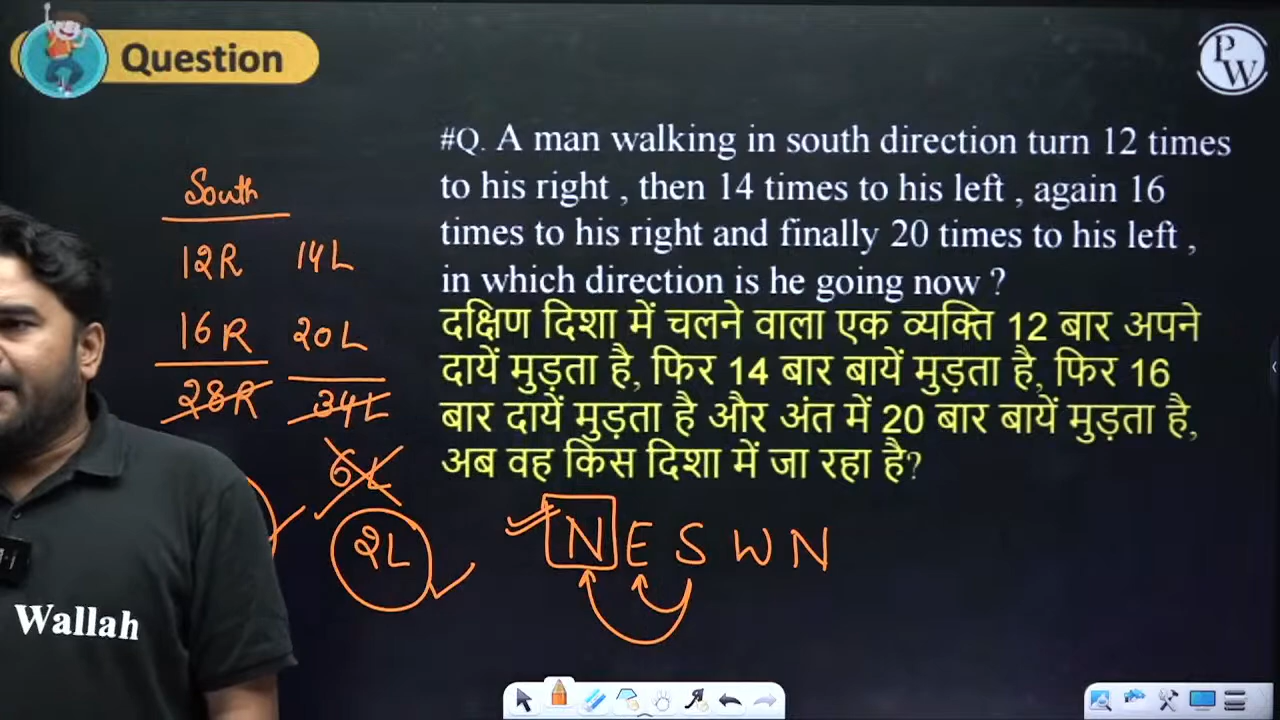 Question
PW
#Q. A man walking in south direction turn 12 times
to his right , then 14 times to his left , again 16
times to his right and finally 20 times to his left ,
in which direction is he going now ?
दक्षिण दिशा में चलने वाला एक व्यक्ति 12 बार अपने
दायें मुड़ता है, फिर 14 बार बायें मुड़ता है, फिर 16
बार दायें मुड़ता है और अंत में 20 बार बायें मुड़ता है,
अब वह किस दिशा में जा रहा है?
South
12R 14L
16R 20L
28R 34L
6L
2L
N E S W N
Wallah